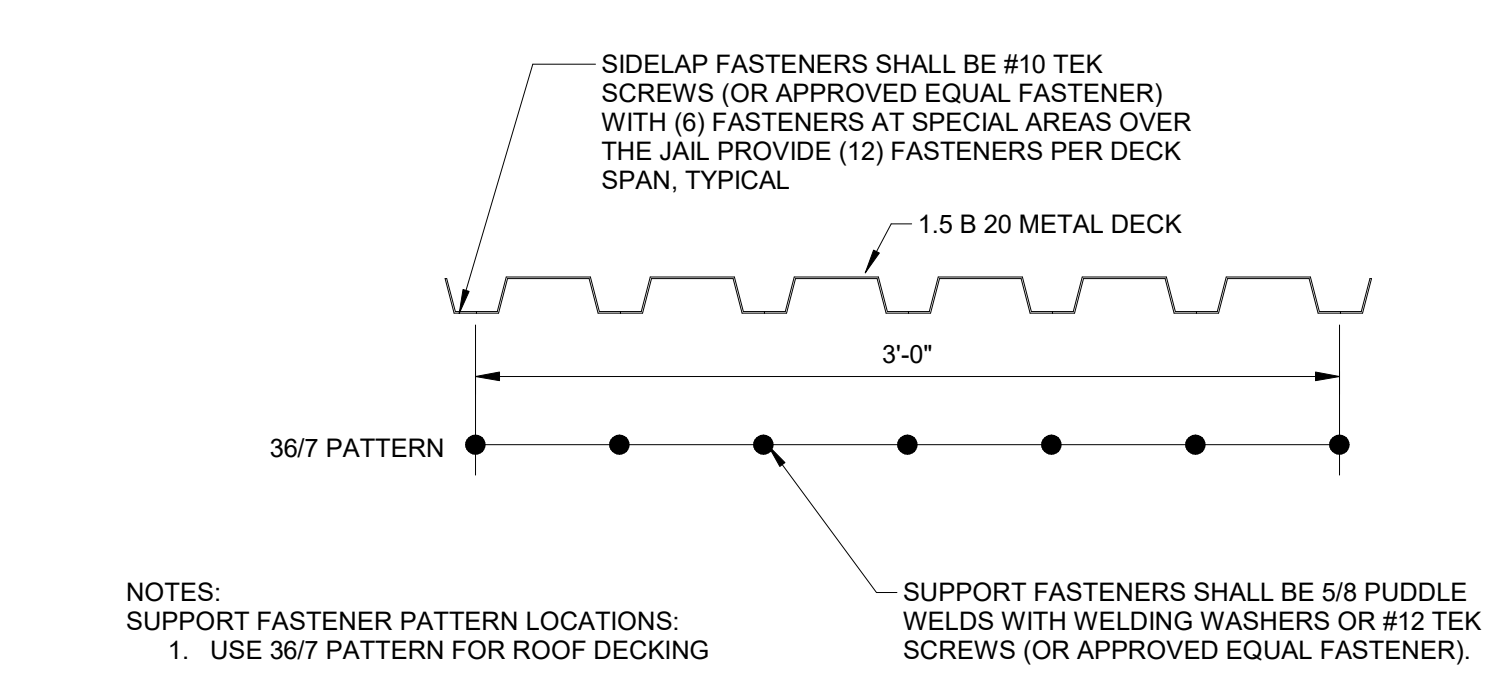 SIDELAP FASTENERS SHALL BE #10 TEK
SCREWS (OR APPROVED EQUAL FASTENER)
WITH (6) FASTENERS AT SPECIAL AREAS OVER
THE JAIL PROVIDE (12) FASTENERS PER DECK
SPAN, TYPICAL
1.5 B 20 METAL DECK
3'-0"
36/7 PATTERN
NOTES:
SUPPORT FASTENER PATTERN LOCATIONS:
1. USE 36/7 PATTERN FOR ROOF DECKING
SUPPORT FASTENERS SHALL BE 5/8 PUDDLE
WELDS WITH WELDING WASHERS OR #12 TEK
SCREWS (OR APPROVED EQUAL FASTENER).